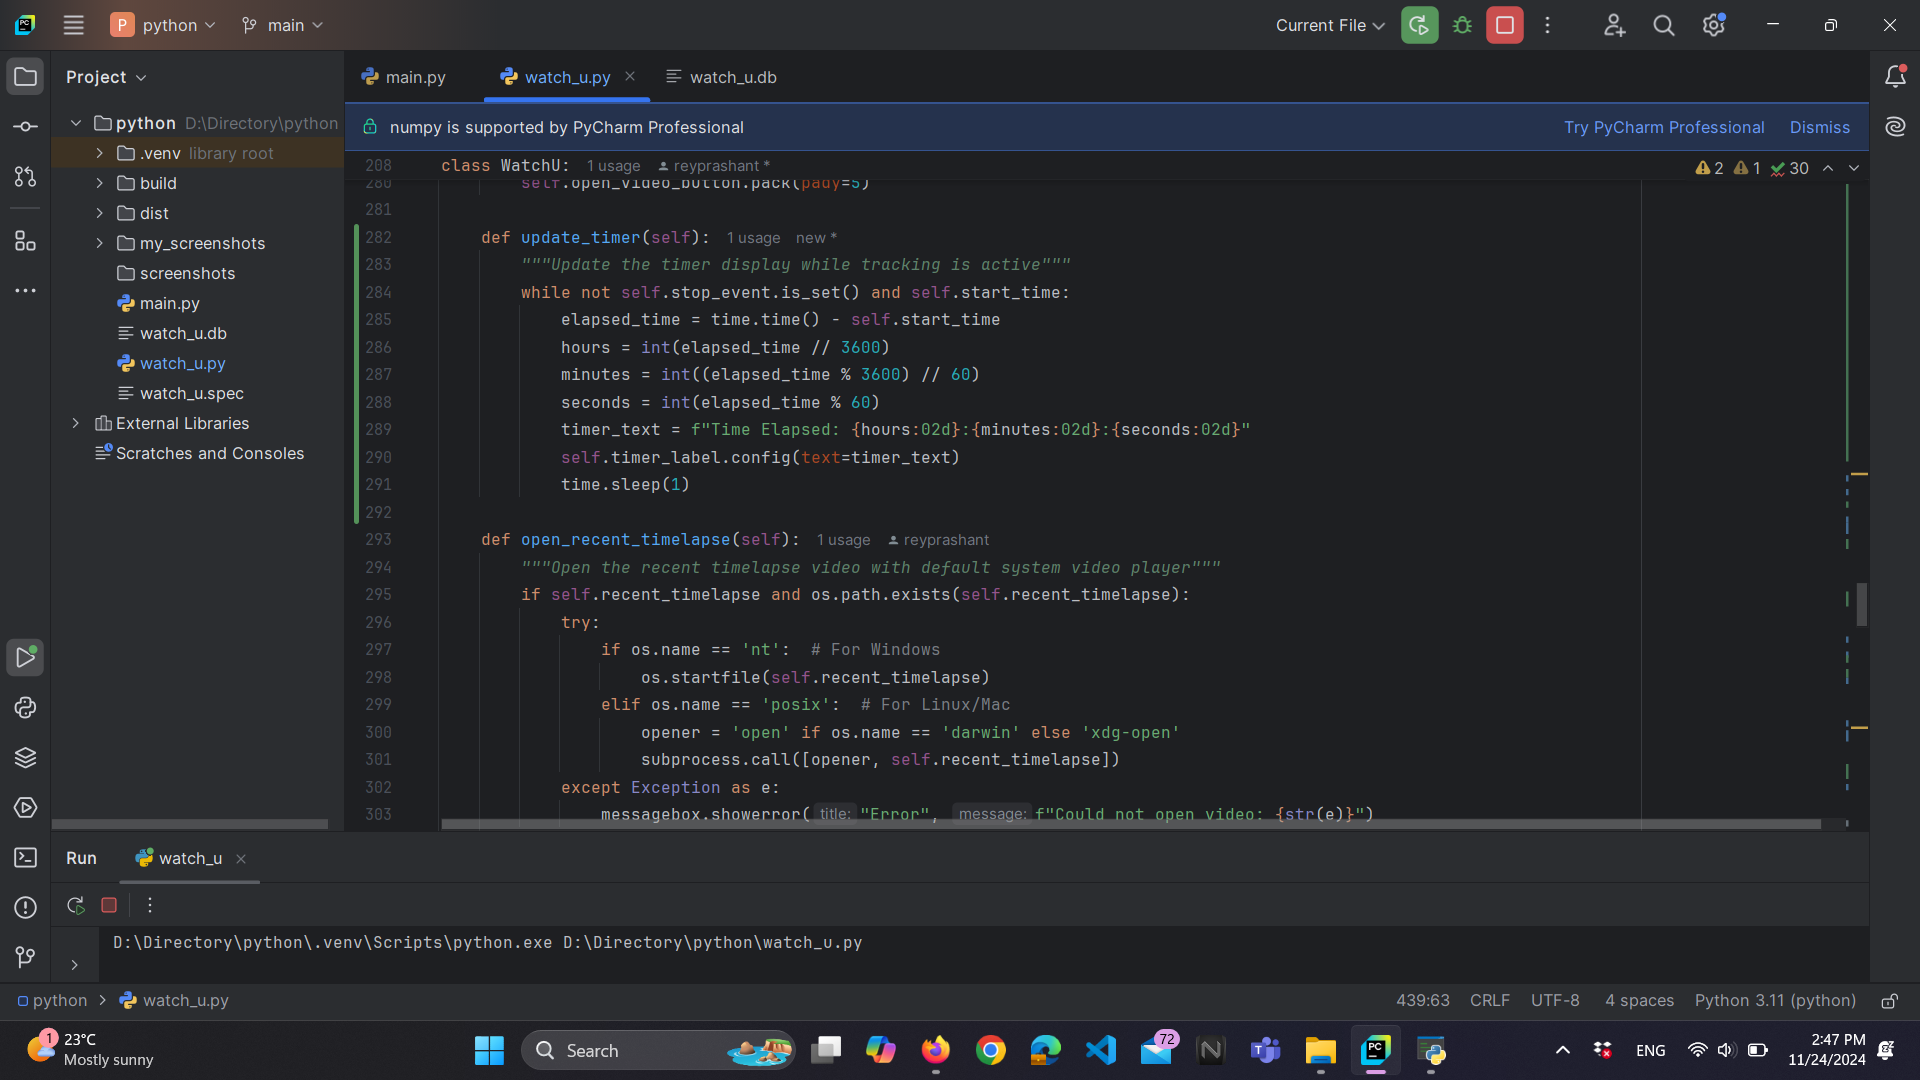 P python main Current File
Project
main.py watch_u.py watch_u.db
numpy is supported by PyCharm Professional Try PyCharm Professional Dismiss
python D:\Directory\python
.venv library root
build
dist
my_screenshots
screenshots
main.py
watch_u.db
watch_u.py
watch_u.spec
External Libraries
Scratches and Consoles
208 class WatchU: 1 usage reyprashant * 2 1 30
280 self.open_video_button.pack(pady=5)
281
282 def update_timer(self): 1 usage new *
283 """Update the timer display while tracking is active"""
284 while not self.stop_event.is_set() and self.start_time:
285 elapsed_time = time.time() - self.start_time
286 hours = int(elapsed_time // 3600)
287 minutes = int((elapsed_time % 3600) // 60)
288 seconds = int(elapsed_time % 60)
289 timer_text = f"Time Elapsed: {hours:02d}:{minutes:02d}:{seconds:02d}"
290 self.timer_label.config(text=timer_text)
291 time.sleep(1)
292
293 def open_recent_timelapse(self): 1 usage reyprashant
294 """Open the recent timelapse video with default system video player"""
295 if self.recent_timelapse and os.path.exists(self.recent_timelapse):
296 try:
297 if os.name == 'nt': # For Windows
298 os.startfile(self.recent_timelapse)
299 elif os.name == 'posix': # For Linux/Mac
300 opener = 'open' if os.name == 'darwin' else 'xdg-open'
301 subprocess.call([opener, self.recent_timelapse])
302 except Exception as e:
303 messagebox.showerror( title: "Error", message: f"Could not open video: {str(e)}")
Run watch_u
D:\Directory\python\.venv\Scripts\python.exe D:\Directory\python\watch_u.py
python > watch_u.py 439:63 CRLF UTF-8 4 spaces Python 3.11 (python)
1 23°C
Mostly sunny
Search
72
ENG
2:47 PM
11/24/2024